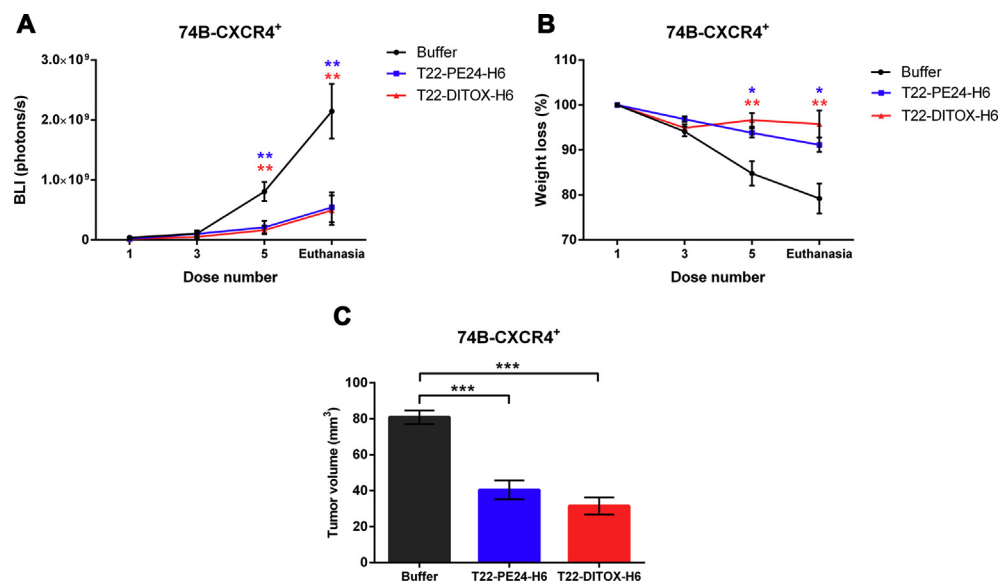 A
74B-CXCR4⁺
Buffer
T22-PE24-H6
T22-DITOX-H6
BLI (photons/s)
3.0×10⁹
2.0×10⁹
1.0×10⁹
0
**
**
**
**
1 3 5 Euthanasia
Dose number
B
74B-CXCR4⁺
Buffer
T22-PE24-H6
T22-DITOX-H6
Weight loss (%)
110
100
90
80
70
* *
** **
1 3 5 Euthanasia
Dose number
C
74B-CXCR4⁺
Tumor volume (mm³)
100
80
60
40
20
0
***
***
Buffer T22-PE24-H6 T22-DITOX-H6